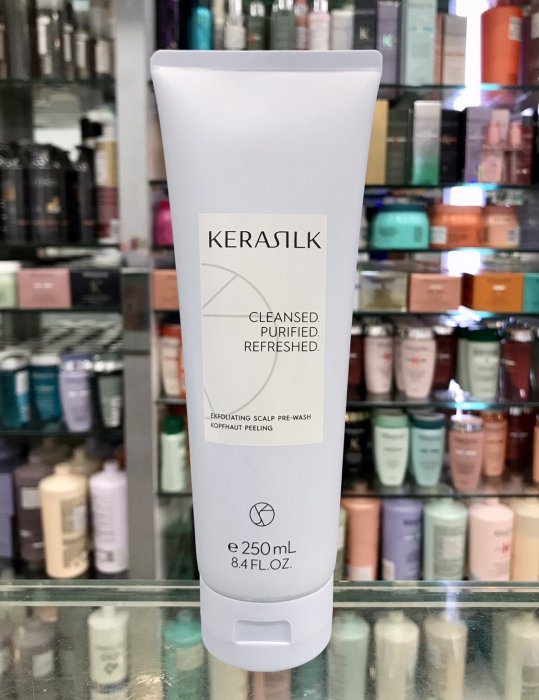 KERASILK
CLEANSED.
PURIFIED.
REFRESHED.
EXFOLIATING SCALP PRE-WASH
KOPFHAUT PEELING
e 250 mL
8.4 FL.OZ.